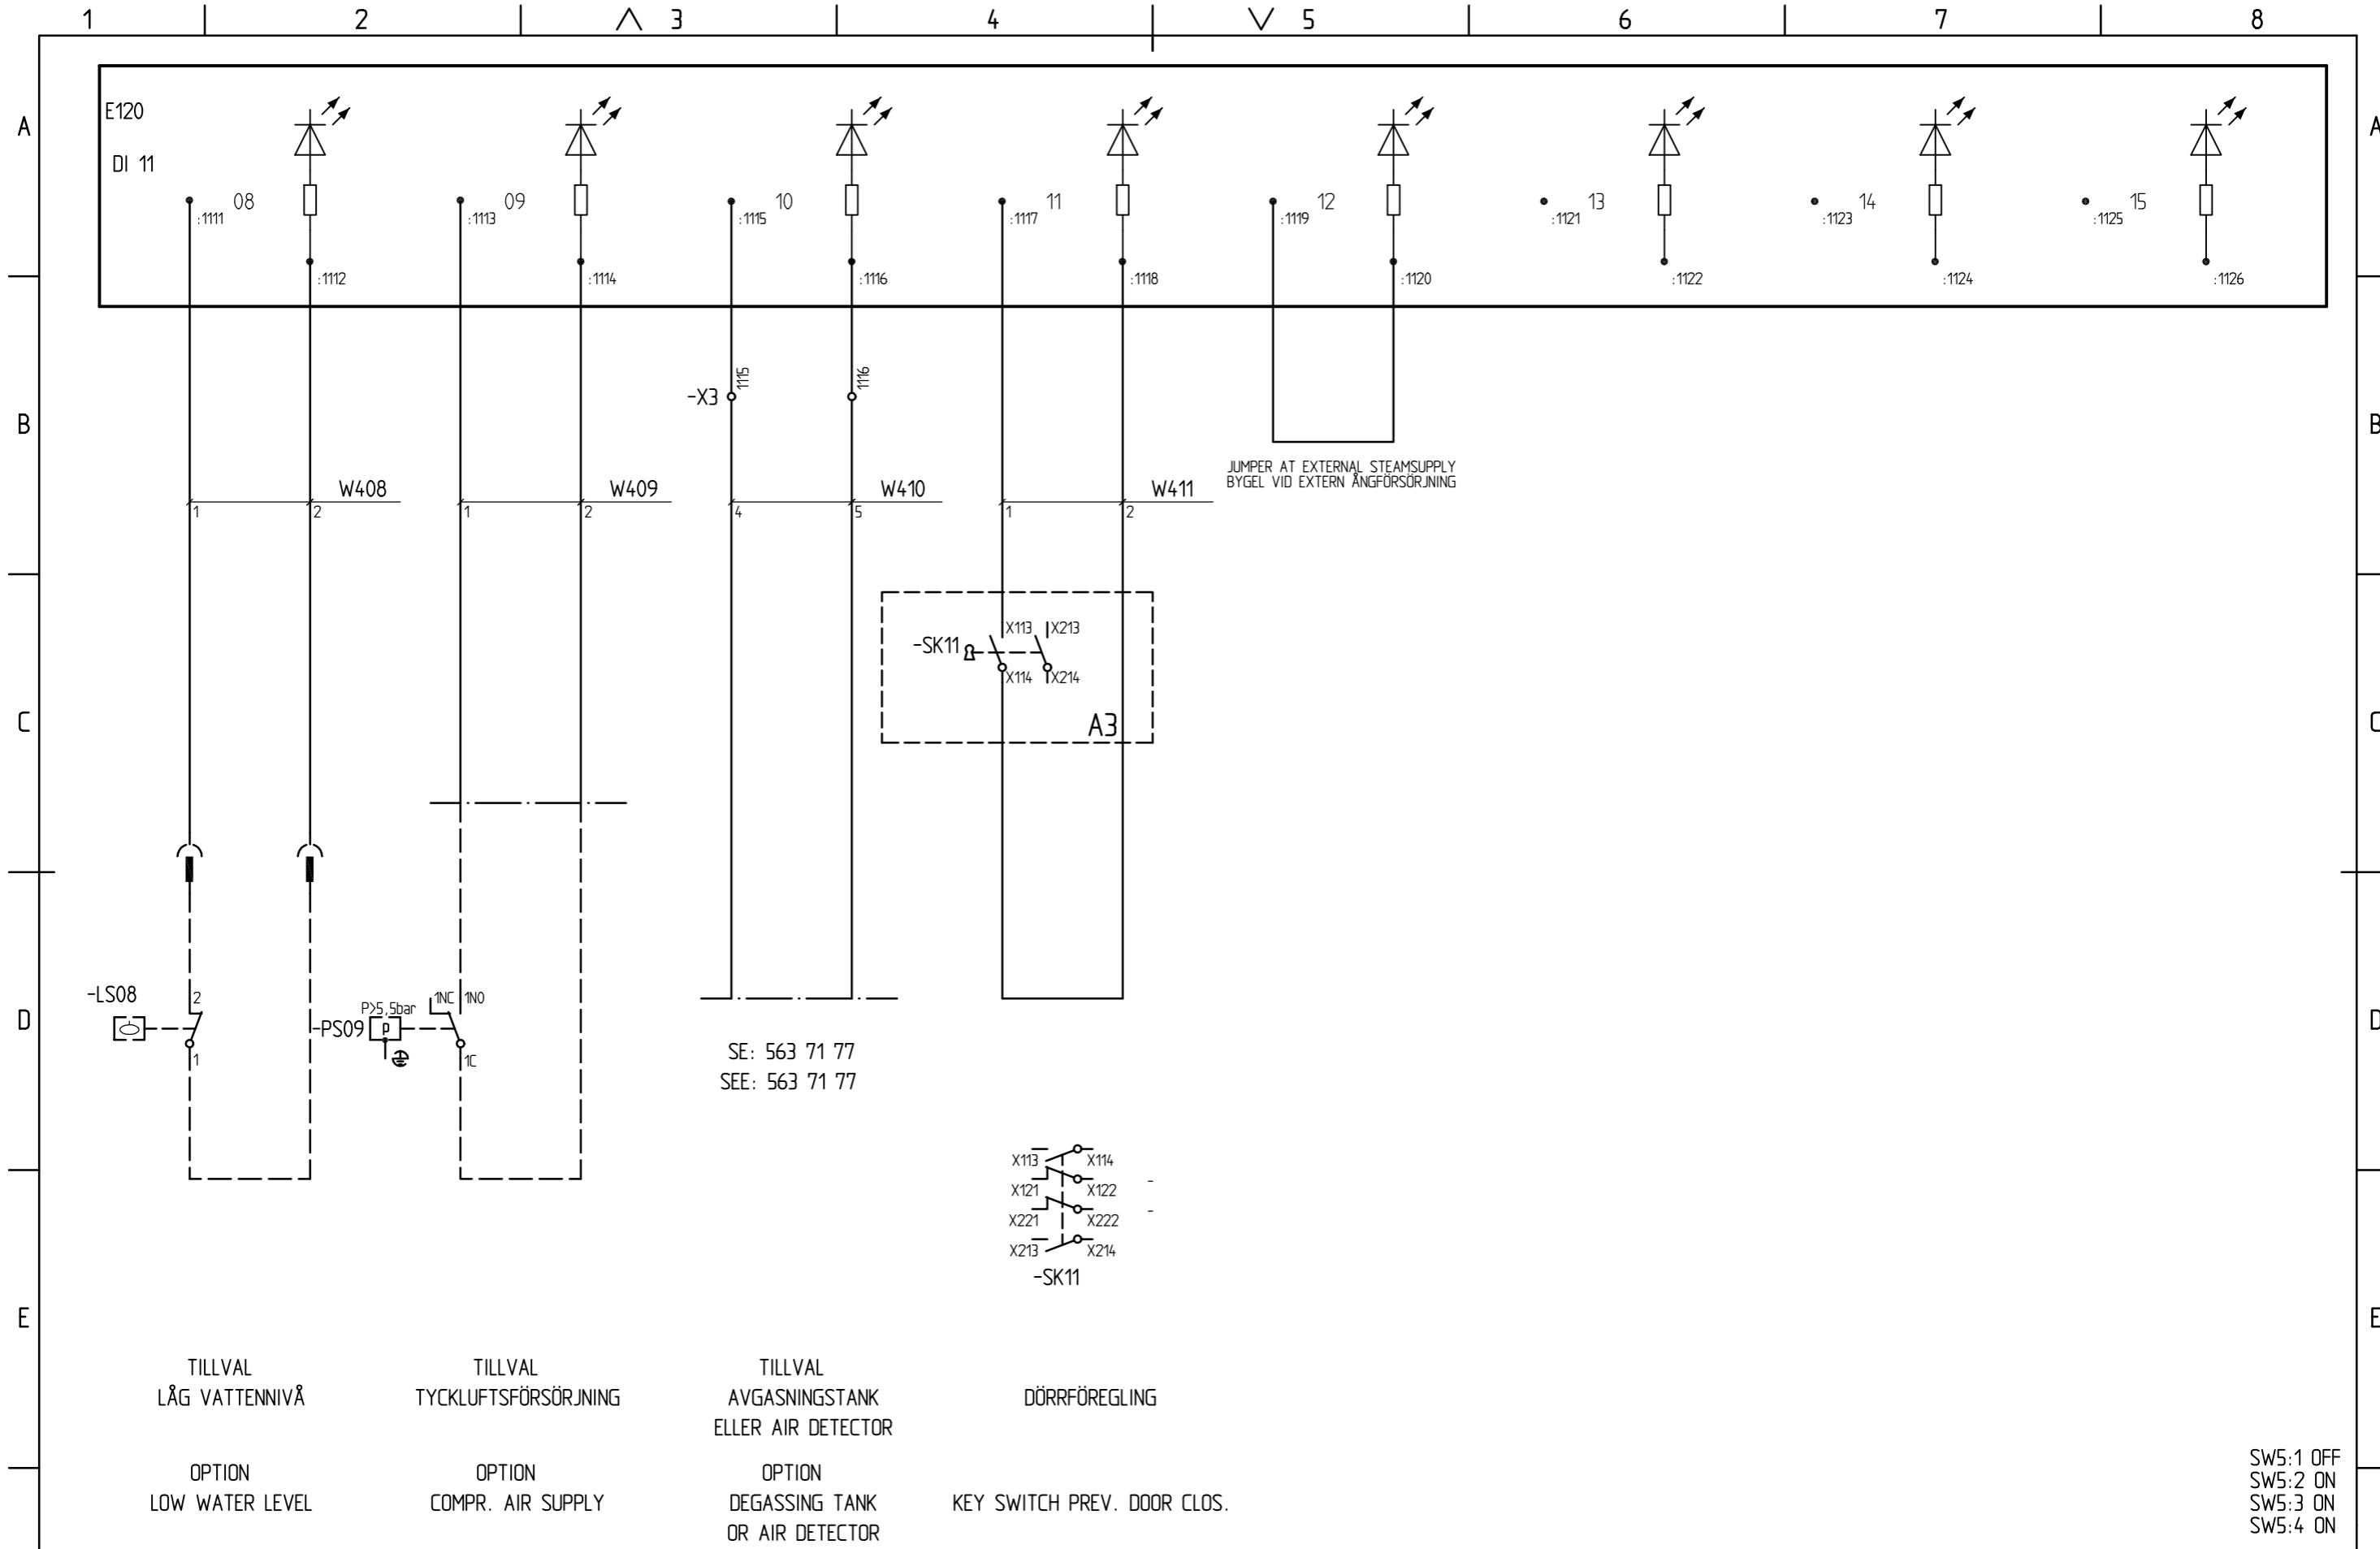 1 2 3 4 5 6 7 8
A A
E120
DI 11
08 09 10 11 12 13 14 15
:1111 :1113 :1115 :1117 :1119 :1121 :1123 :1125
:1112 :1114 :1116 :1118 :1120 :1122 :1124 :1126
B B
-X3 1115 1116
JUMPER AT EXTERNAL STEAMSUPPLY
BYGEL VID EXTERN ÅNGFÖRSÖRJNING
W408 W409 W410 W411
1 2 1 2 4 5 1 2
C C
-SK11 X113 X213
X114 X214
A3
D D
-LS08 2
1
P>5,5bar 1NC 1NO
-PS09 p
1C
SE: 563 71 77
SEE: 563 71 77
X113 X114
X121 X122 -
X221 X222 -
X213 X214
-SK11
E E
TILLVAL
LÅG VATTENNIVÅ
TILLVAL
TYCKLUFTSFÖRSÖRJNING
TILLVAL
AVGASNINGSTANK
ELLER AIR DETECTOR
DÖRRFÖREGLING
OPTION
LOW WATER LEVEL
OPTION
COMPR. AIR SUPPLY
OPTION
DEGASSING TANK
OR AIR DETECTOR
KEY SWITCH PREV. DOOR CLOS.
SW5:1 OFF
SW5:2 ON
SW5:3 ON
SW5:4 ON